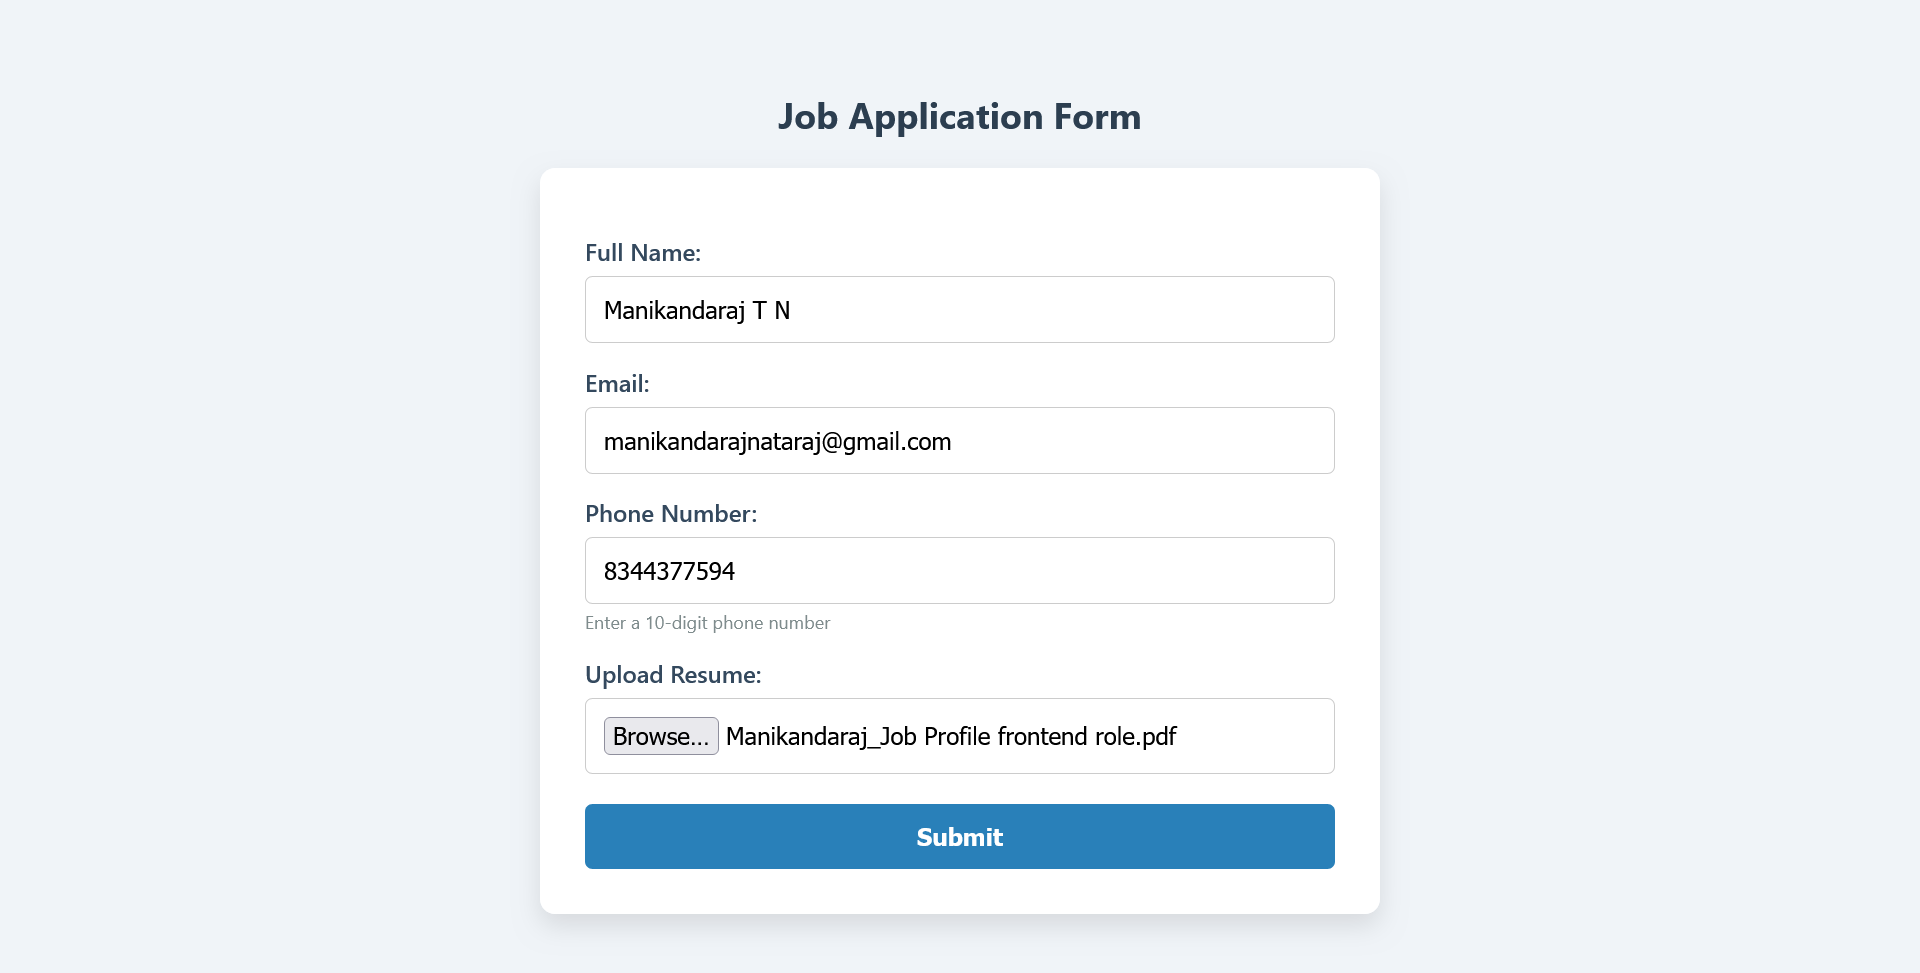 Job Application Form
Full Name:
Manikandaraj T N
Email:
manikandarajnataraj@gmail.com
Phone Number:
8344377594
Enter a 10-digit phone number
Upload Resume:
Browse... Manikandaraj_Job Profile frontend role.pdf
Submit